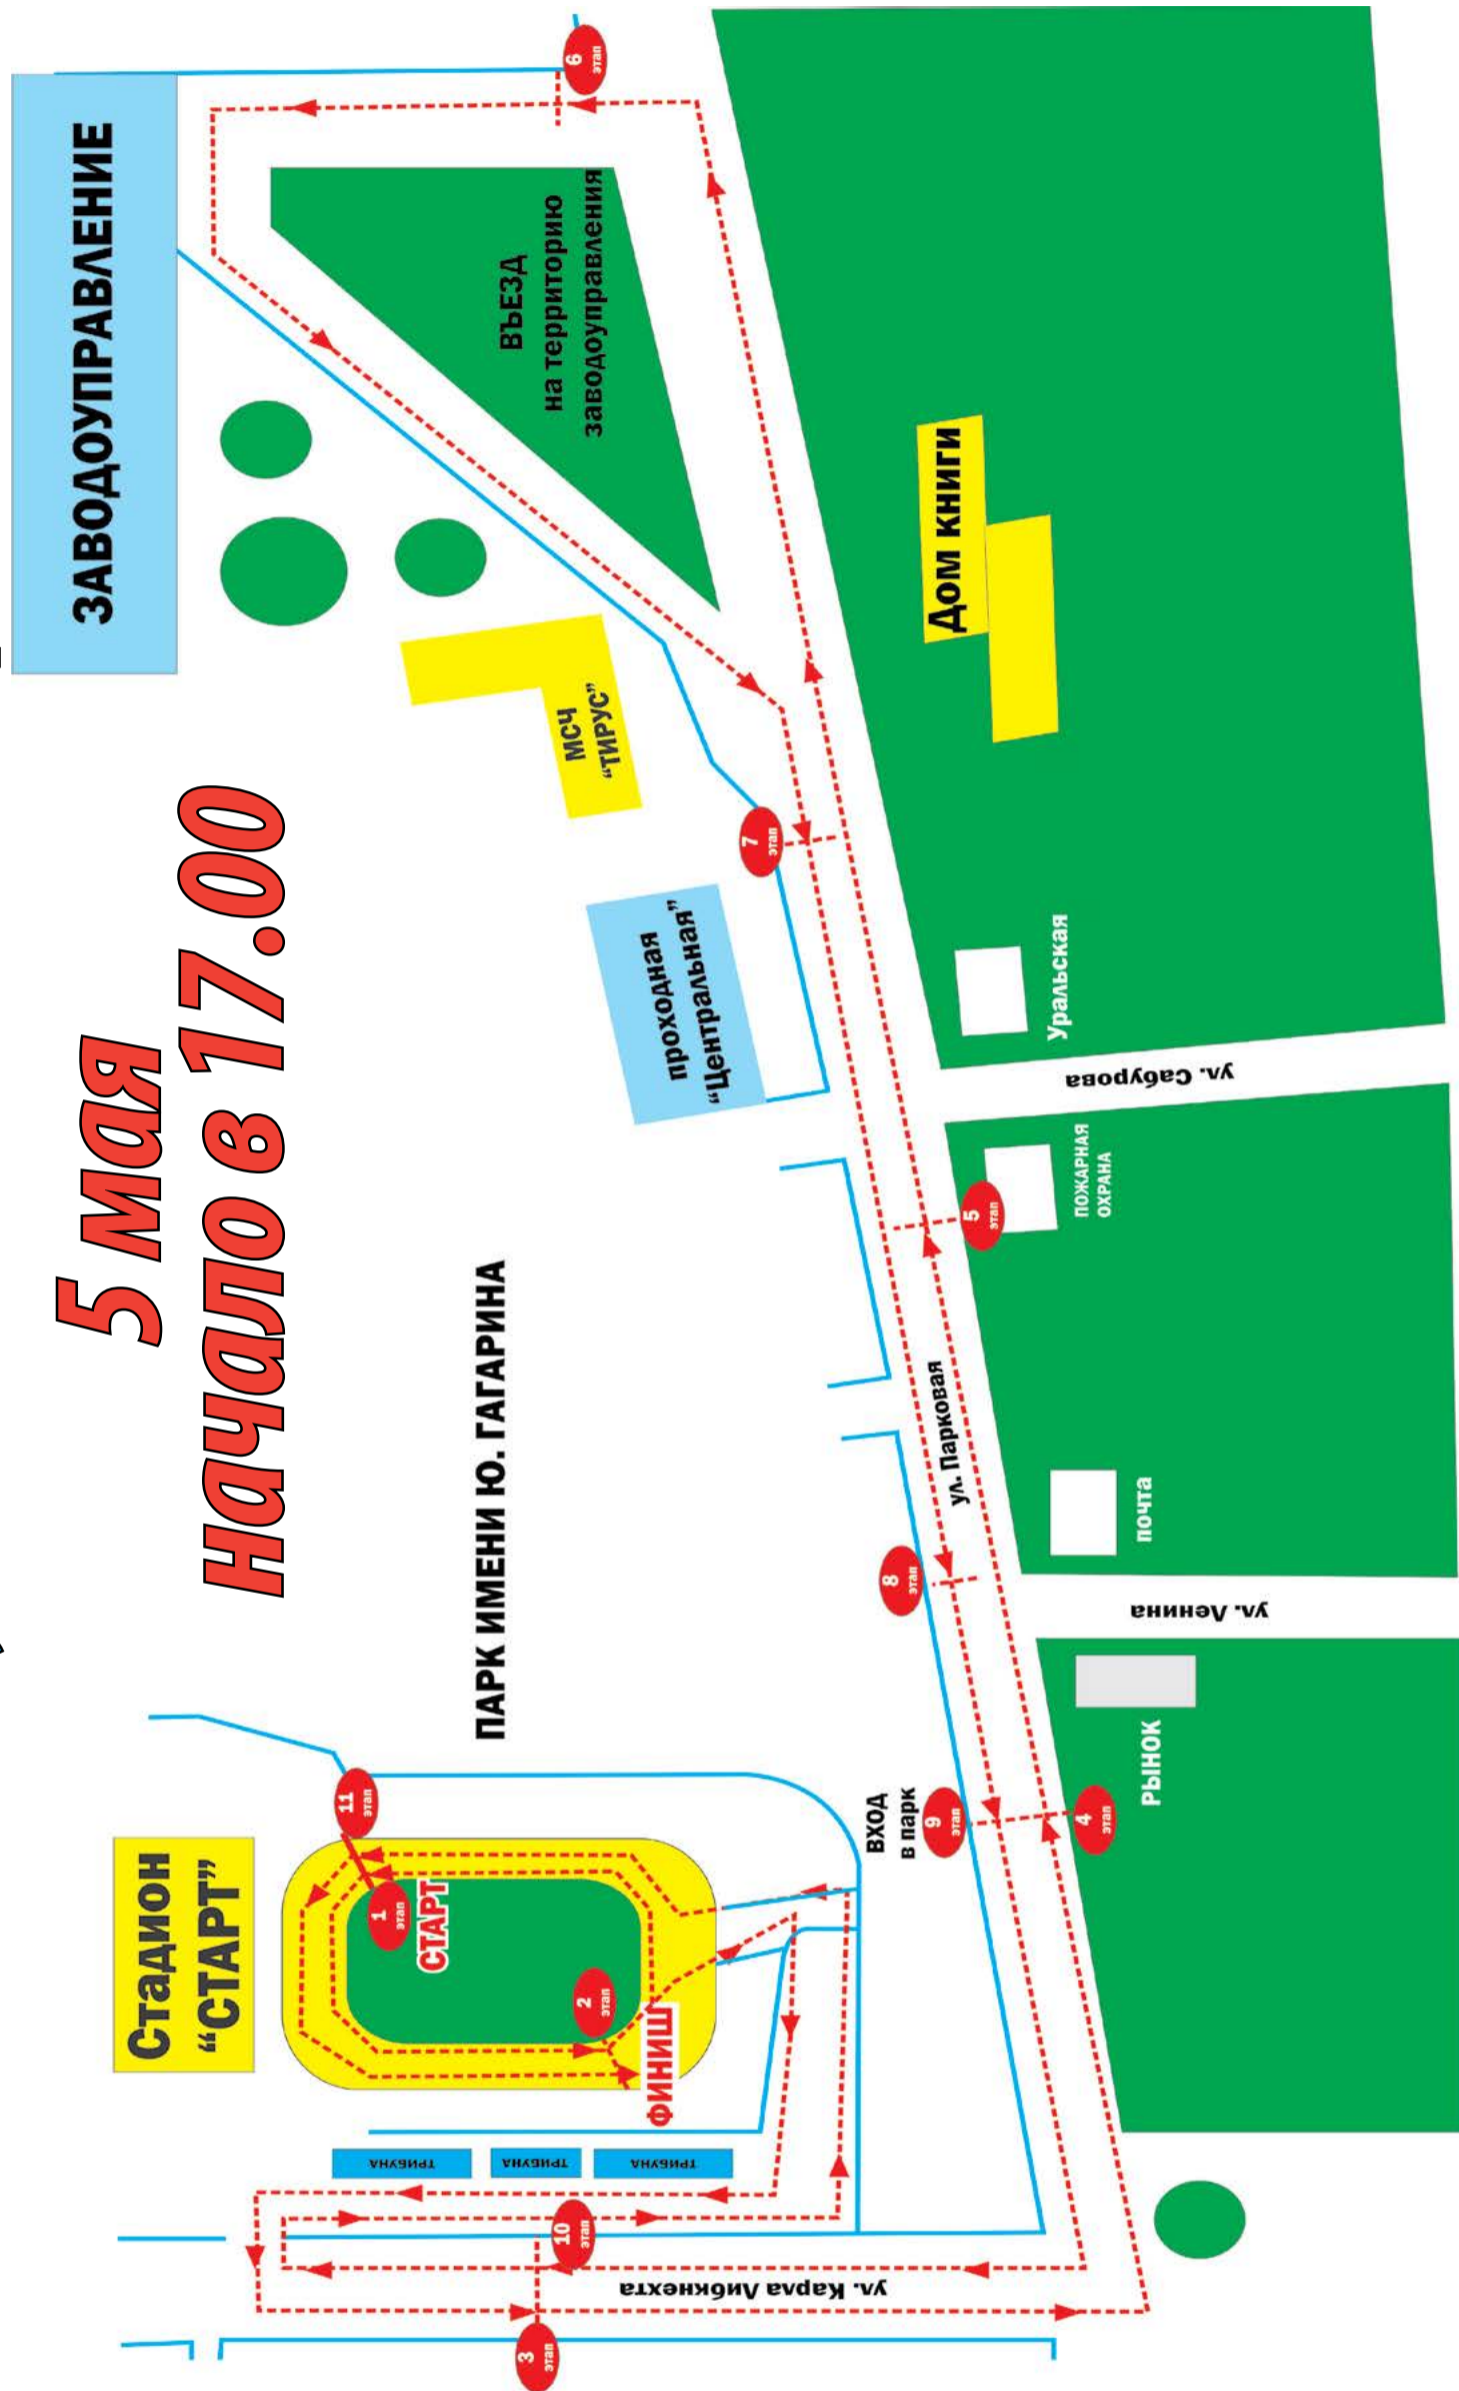 5 мая
Начало в 17.00
ЗАВОДОУПРАВЛЕНИЕ
Стадион
“СТАРТ”
11
этап
1
этап
СТАРТ
2
этап
ФИНИШ
ТРИБУНА
ТРИБУНА
ТРИБУНА
10
этап
3
этап
ул. Карла Либкнехта
ПАРК ИМЕНИ Ю. ГАГАРИНА
ВХОД
в парк
9
этап
4
этап
РЫНОК
ул. Ленина
8
этап
ул. Парковая
почта
5
этап
ПОЖАРНАЯ
ОХРАНА
ул. Сабурова
Уральская
проходная
“Центральная”
7
этап
МСЧ
“ТИРУС”
ВЪЕЗД
на территорию
заводоуправления
6
этап
Дом книги